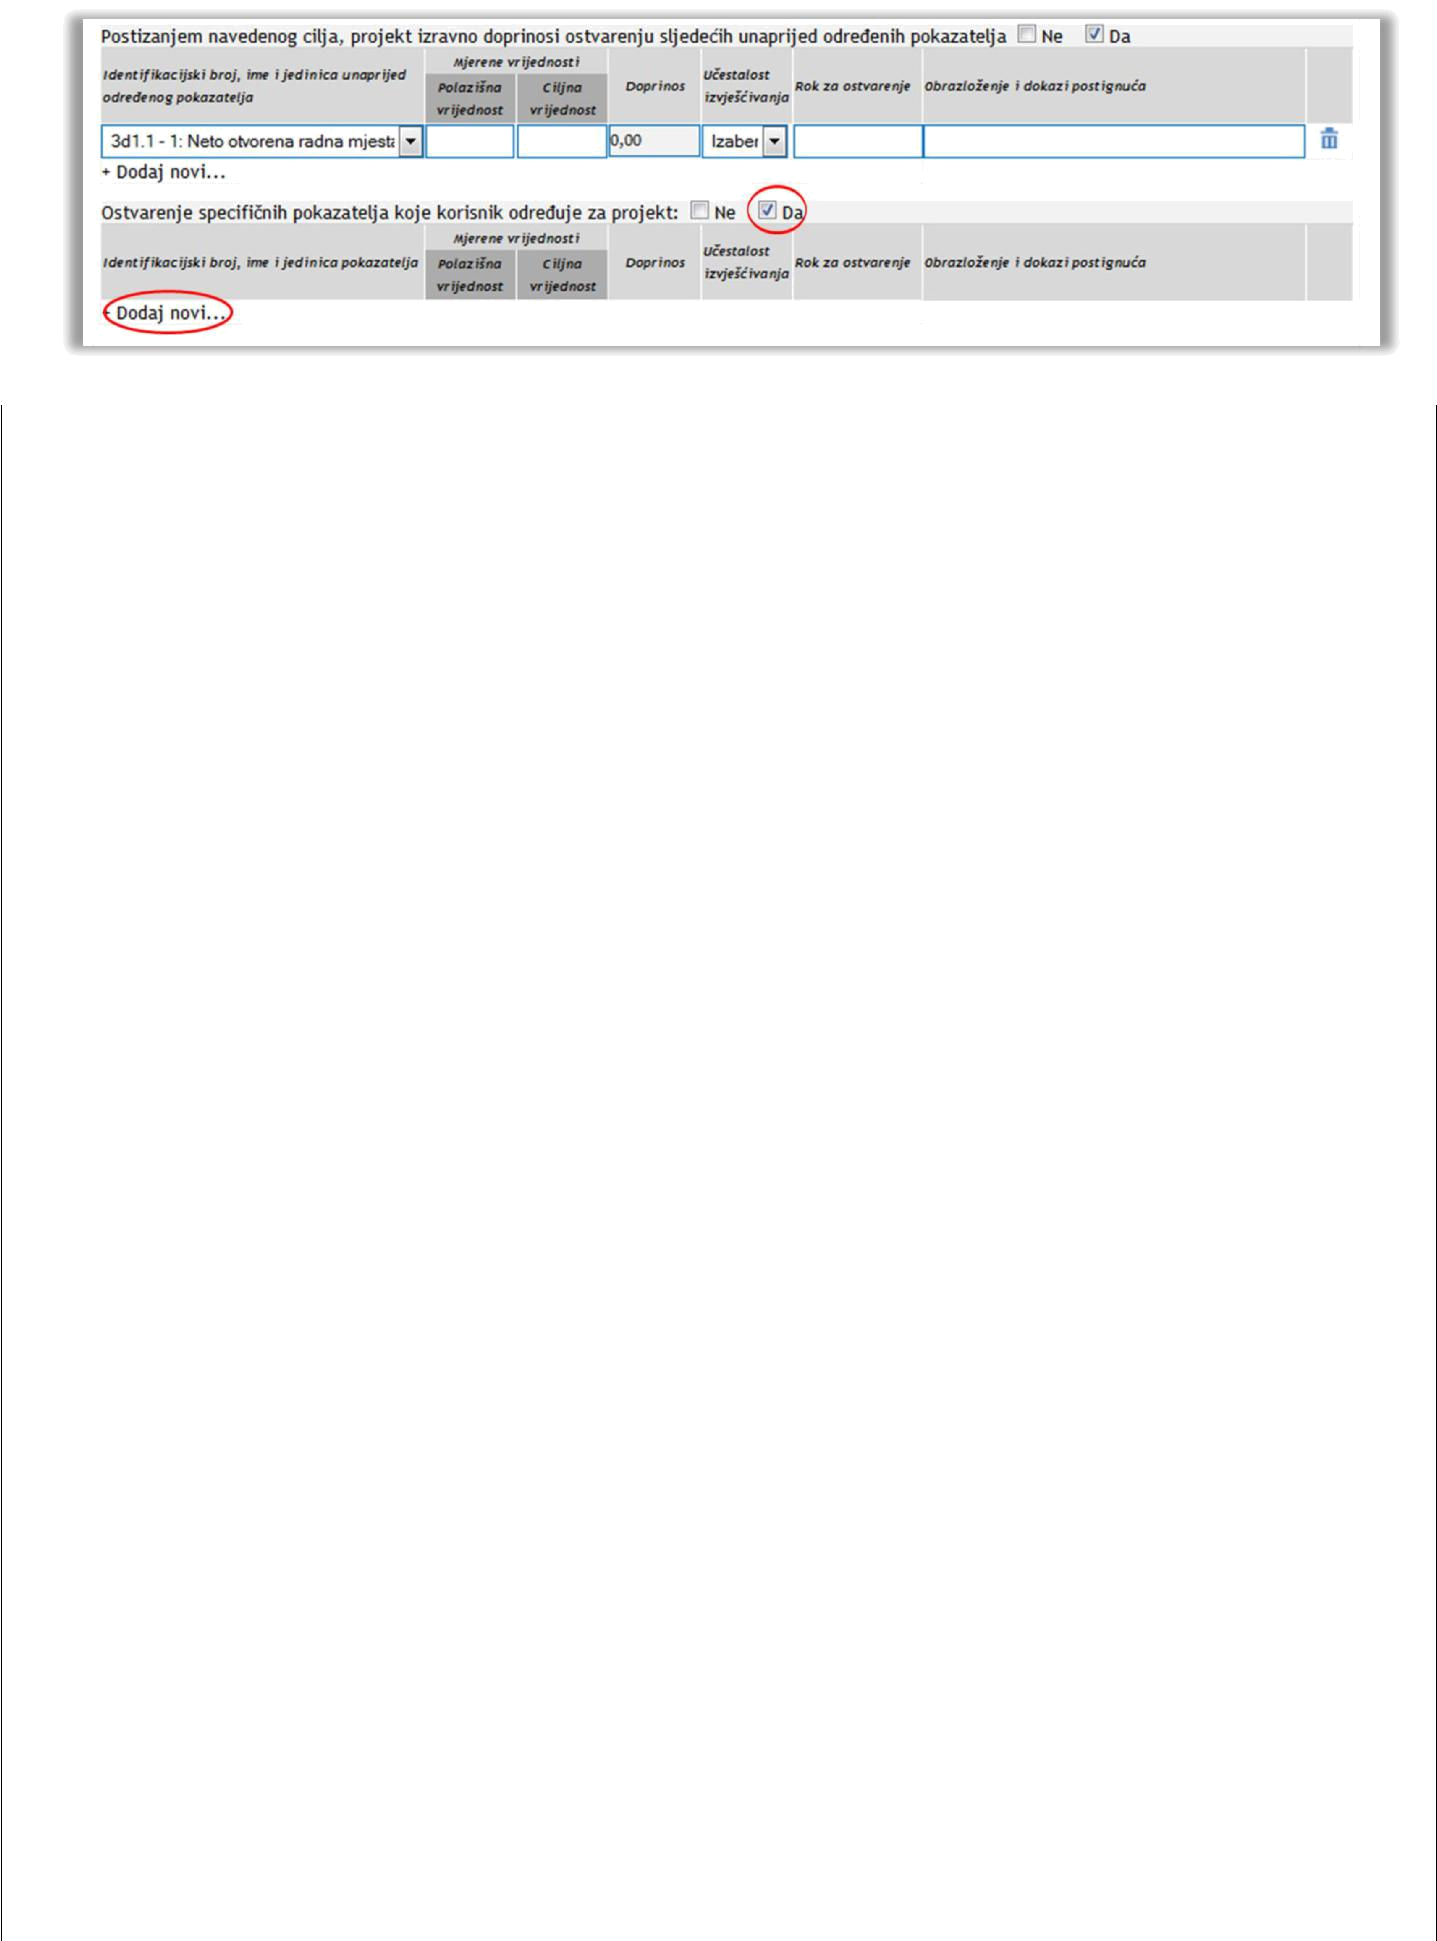 Postizanjem navedenog cilja, projekt izravno doprinosi ostvarenju sljedećih unaprijed određenih pokazatelja Ne Da
Identifikacijski broj, ime i jedinica unaprijed
određenog pokazatelja
Mjerene vrijednosti
Polazišna
vrijednost
Ciljna
vrijednost
Doprinos
Učestalost
izvješćivanja
Rok za ostvarenje
Obrazloženje i dokazi postignuća
3d1.1 - 1: Neto otvorena radna mjesta
0,00
Izaber
+ Dodaj novi...
Ostvarenje specifičnih pokazatelja koje korisnik određuje za projekt: Ne Da
Identifikacijski broj, ime i jedinica pokazatelja
Mjerene vrijednosti
Polazišna
vrijednost
Ciljna
vrijednost
Doprinos
Učestalost
izvješćivanja
Rok za ostvarenje
Obrazloženje i dokazi postignuća
+ Dodaj novi...